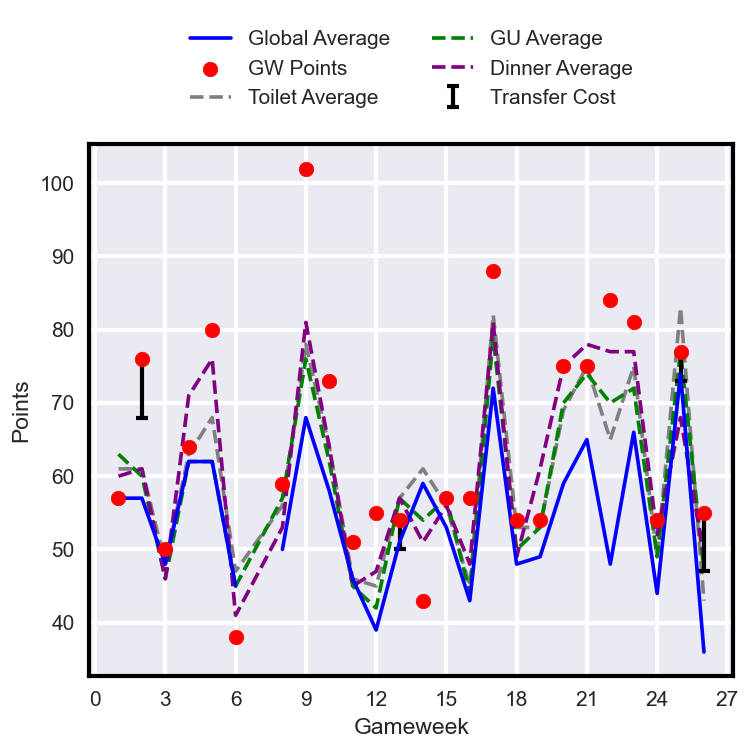 Global Average
GW Points
Toilet Average
GU Average
Dinner Average
Transfer Cost
100
90
80
70
60
50
40
Points
0 3 6 9 12 15 18 21 24 27
Gameweek